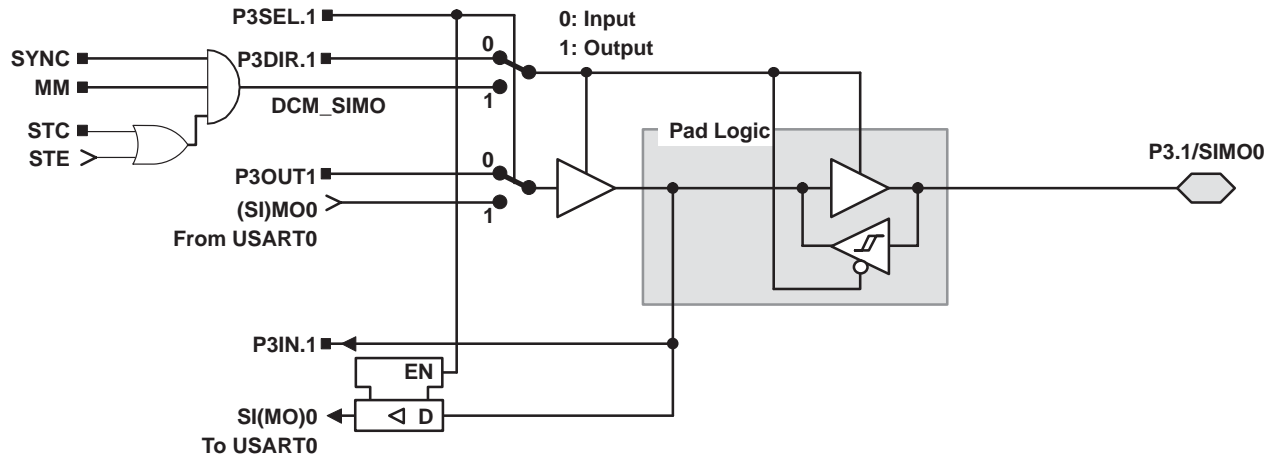 P3SEL.1
0: Input
1: Output
SYNC
P3DIR.1
0
MM
1
DCM_SIMO
STC
STE
Pad Logic
P3.1/SIMO0
P3OUT1
0
(SI)MO0
1
From USART0
P3IN.1
EN
SI(MO)0
D
To USART0